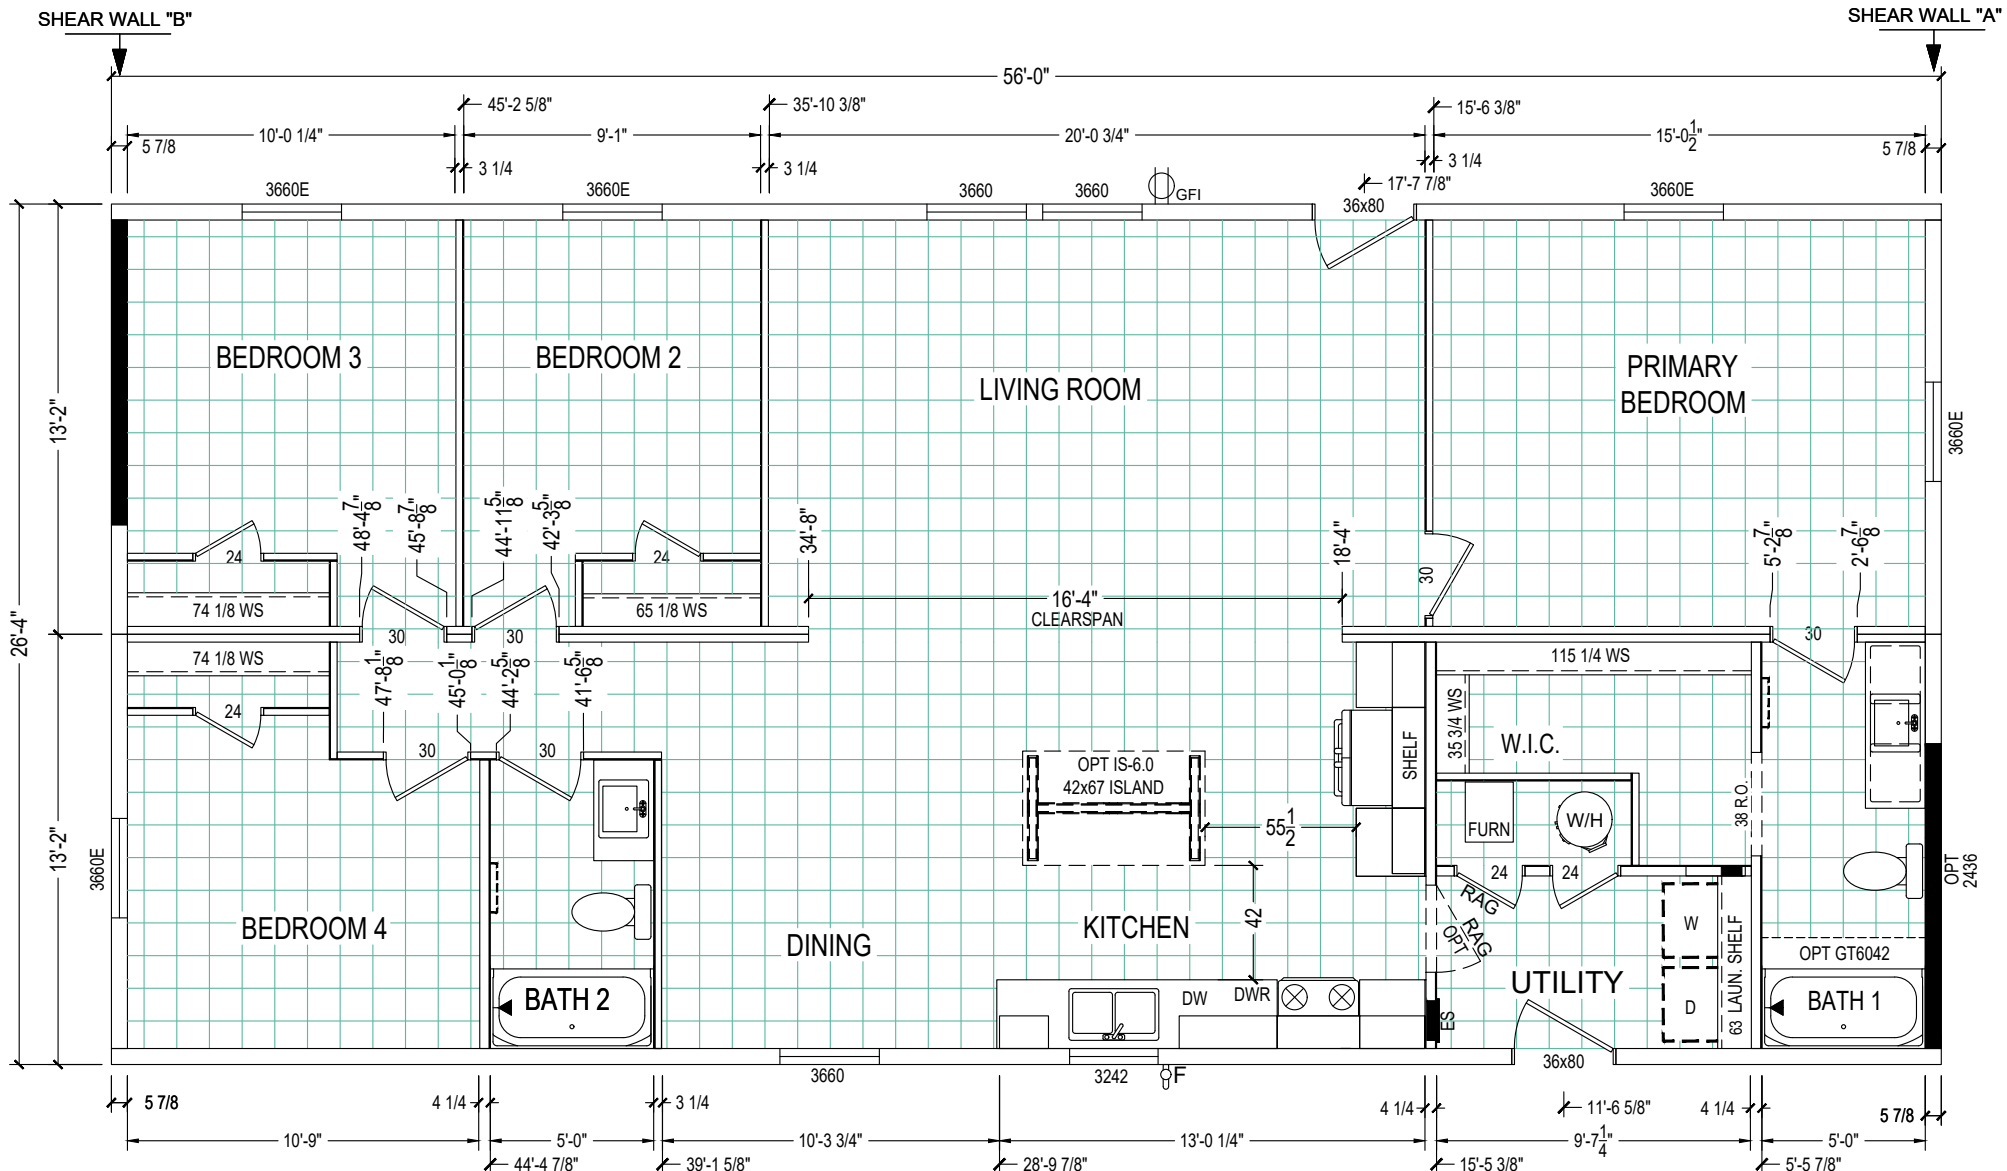 SHEAR WALL "B"
SHEAR WALL "A"
56'-0"
45'-2 5/8"
35'-10 3/8"
15'-6 3/8"
10'-0 1/4"
9'-1"
20'-0 3/4"
15'-0 1/2"
5 7/8
3 1/4
3 1/4
3 1/4
5 7/8
17'-7 7/8"
3660E
3660E
3660
3660
GFI
36x80
3660E
BEDROOM 3
BEDROOM 2
LIVING ROOM
PRIMARY
BEDROOM
13'-2"
26'-4"
13'-2"
3660E
48'-4 7/8"
45'-8 7/8"
44'-11 5/8"
42'-3 5/8"
34'-8"
18'-4"
5'-2 7/8"
2'-6 7/8"
24
24
30
74 1/8 WS
65 1/8 WS
16'-4"
CLEARSPAN
30
30
30
74 1/8 WS
115 1/4 WS
47'-8 1/8"
45'-0 1/8"
44'-2 5/8"
41'-6 5/8"
24
30
30
35 3/4 WS
W.I.C.
SHELF
OPT IS-6.0
42x67 ISLAND
55 1/2
38 R.O.
FURN
W/H
3660E
24
24
OPT
2436
RAG
RAG
OPT
42
BEDROOM 4
DINING
KITCHEN
W
63 LAUN. SHELF
OPT GT6042
UTILITY
BATH 2
DW
DWR
D
BATH 1
ES
3660
3242
F
36x80
5 7/8
4 1/4
3 1/4
4 1/4
11'-6 5/8"
4 1/4
5 7/8
10'-9"
5'-0"
10'-3 3/4"
13'-0 1/4"
9'-7 1/4"
5'-0"
44'-4 7/8"
39'-1 5/8"
28'-9 7/8"
15'-5 3/8"
5'-5 7/8"